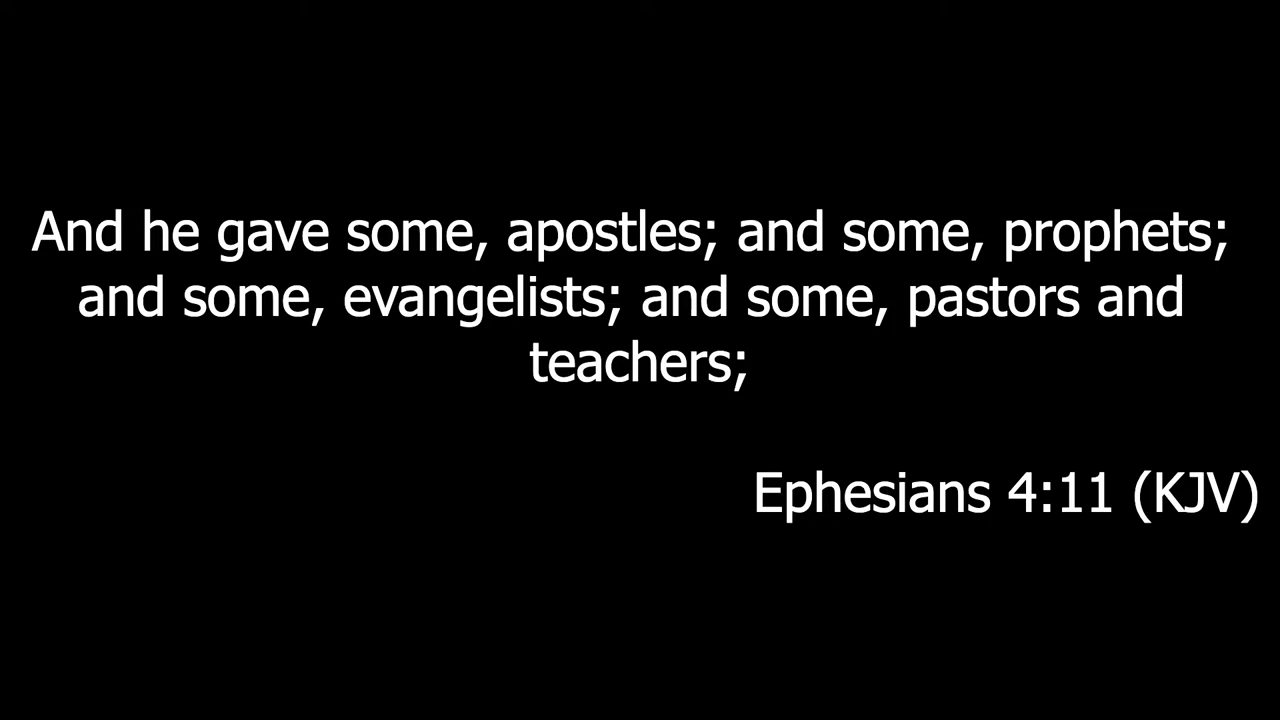 And he gave some, apostles; and some, prophets;
and some, evangelists; and some, pastors and
teachers;
Ephesians 4:11 (KJV)